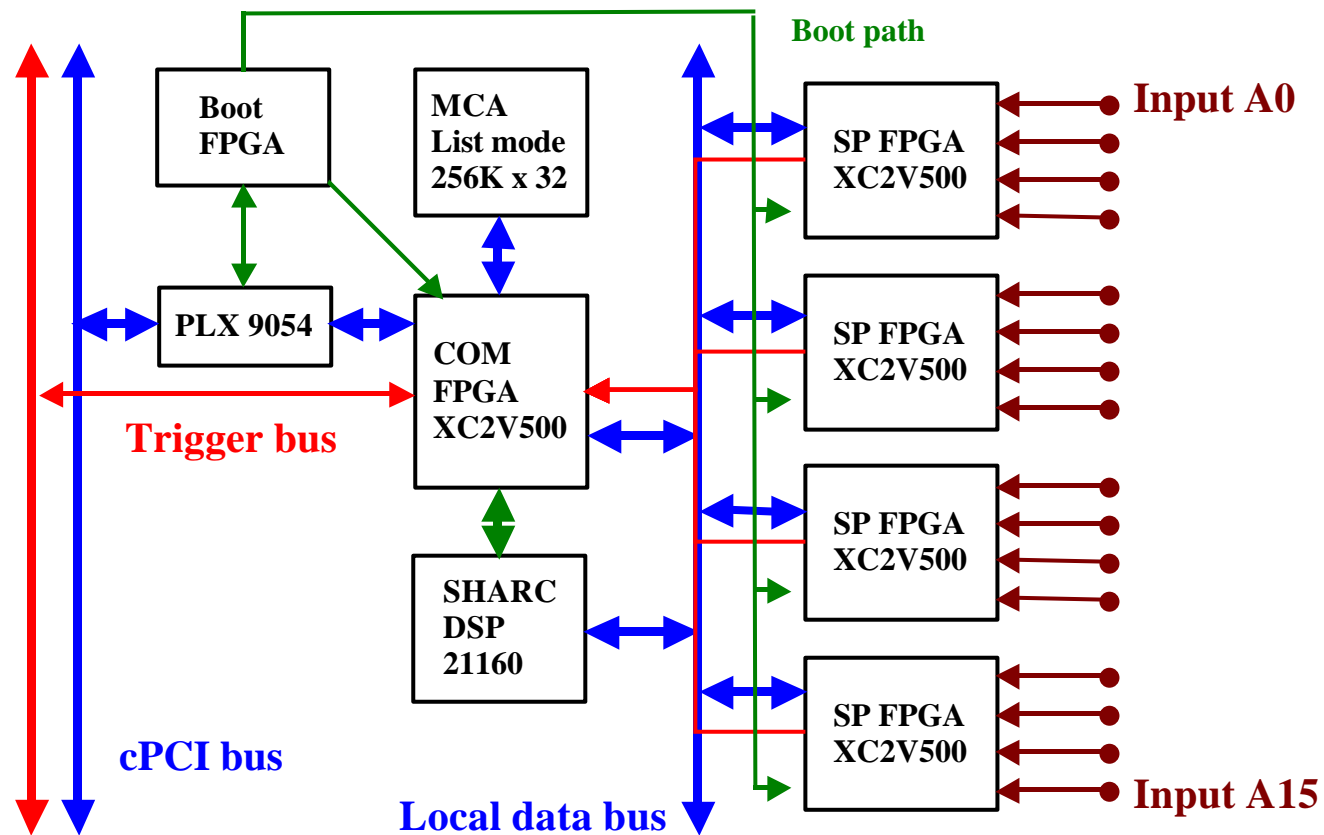 Boot path
Boot
FPGA
MCA
List mode
256K x 32
SP FPGA
XC2V500
Input A0
PLX 9054
COM
FPGA
XC2V500
SP FPGA
XC2V500
Trigger bus
SP FPGA
XC2V500
SHARC
DSP
21160
SP FPGA
XC2V500
cPCI bus
Local data bus
Input A15